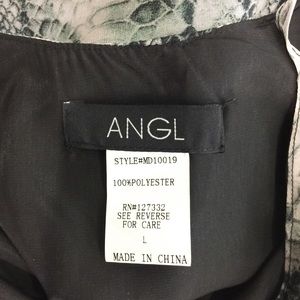 ANGL
STYLE#MD10019
100%POLYESTER
RN#127332
SEE REVERSE
FOR CARE
L
MADE IN CHINA